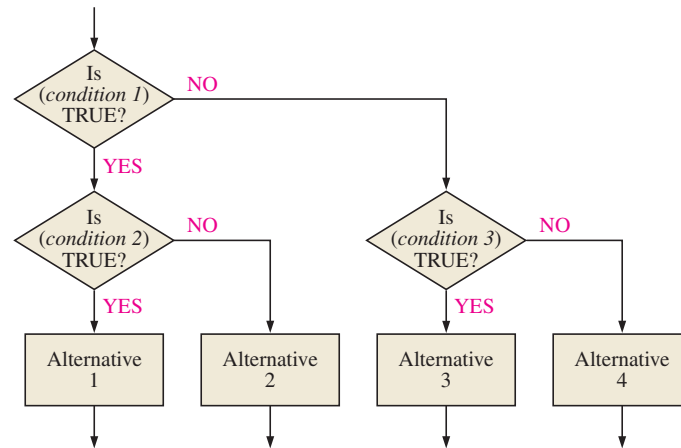 Is
(condition 1)
TRUE?
NO
YES
Is
(condition 2)
TRUE?
NO
YES
Is
(condition 3)
TRUE?
NO
YES
Alternative
1
Alternative
2
Alternative
3
Alternative
4